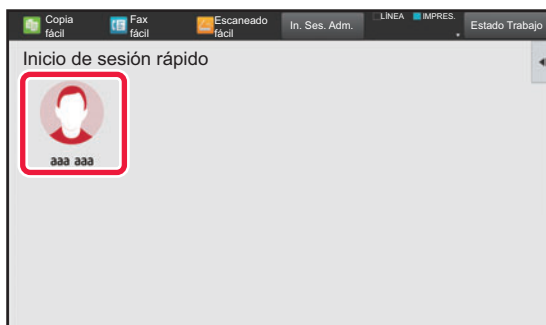 Copia
fácil
Fax
fácil
Escaneado
fácil
In. Ses. Adm.
LÍNEA
IMPRES.
Estado Trabajo
Inicio de sesión rápido
aaa aaa